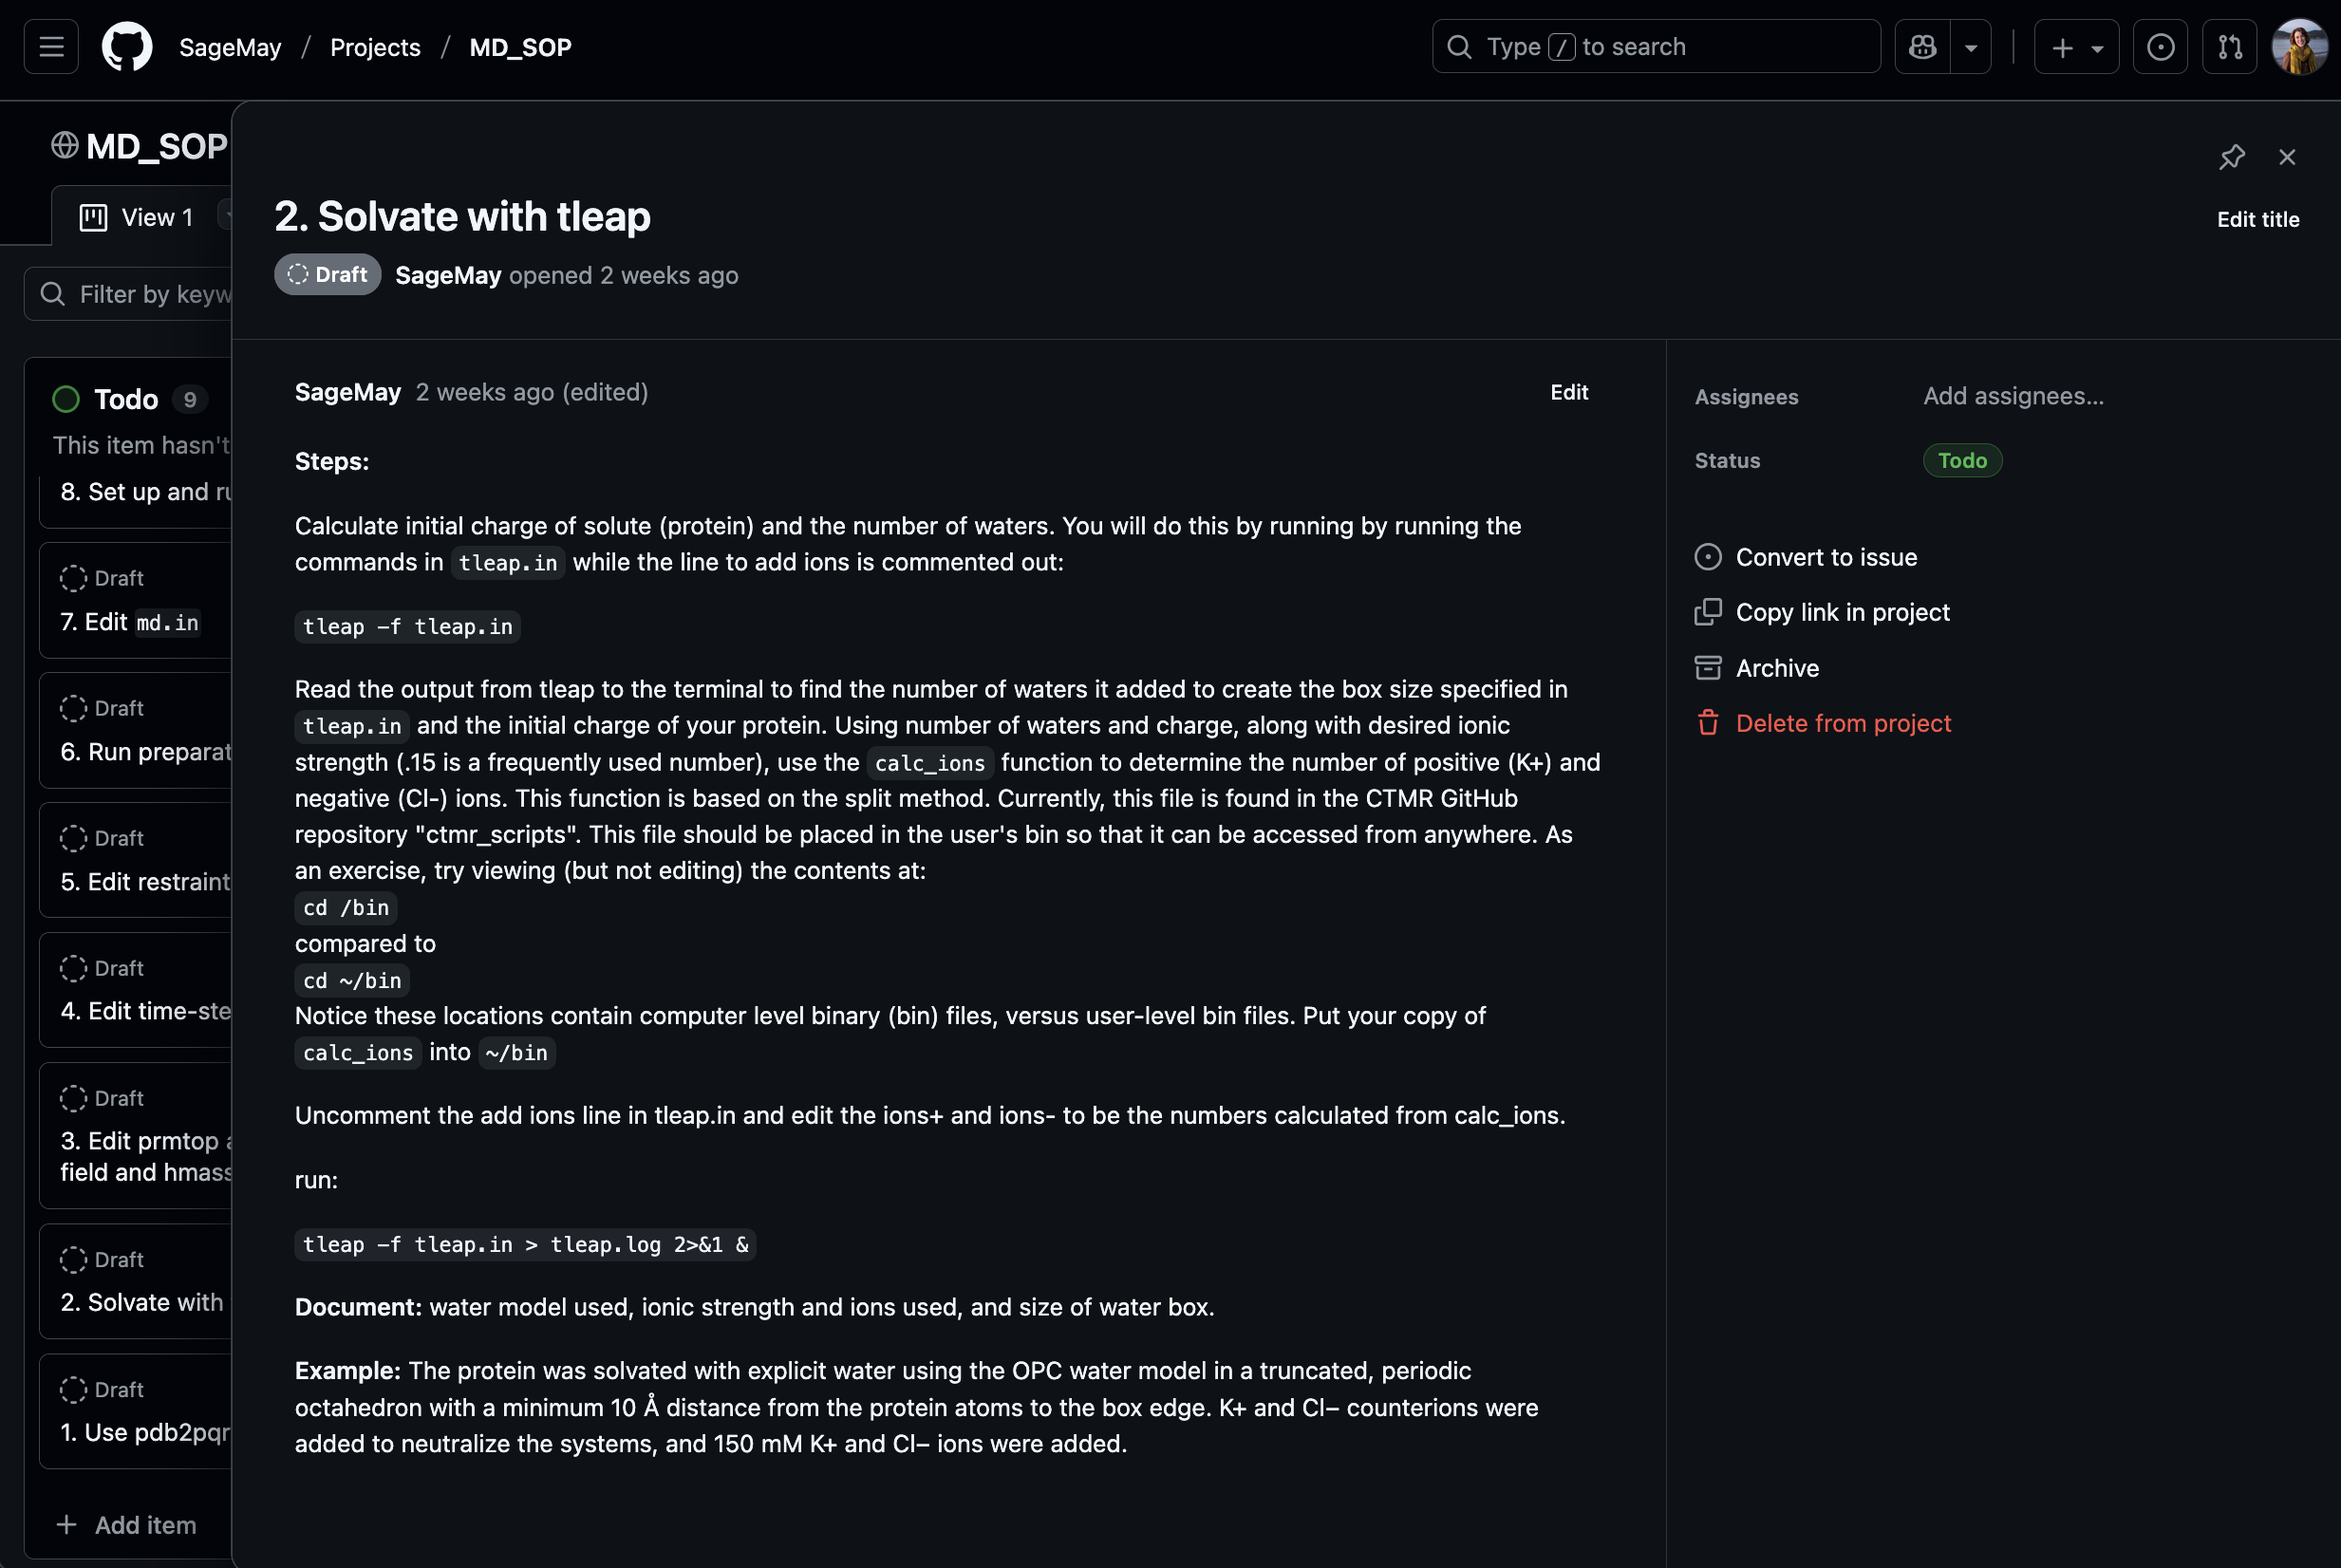 SageMay / Projects / MD_SOP
Type / to search
MD_SOP
View 1
Filter by keyw
Todo 9
This item hasn't
8. Set up and ru
Draft
7. Edit md.in
Draft
6. Run preparat
Draft
5. Edit restraint
Draft
4. Edit time-ste
Draft
3. Edit prmtop a
field and hmass
Draft
2. Solvate with
Draft
1. Use pdb2pqr
+ Add item
2. Solvate with tleap
Edit title
Draft SageMay opened 2 weeks ago
SageMay 2 weeks ago (edited)
Edit
Steps:
Calculate initial charge of solute (protein) and the number of waters. You will do this by running by running the
commands in tleap.in while the line to add ions is commented out:
tleap -f tleap.in
Read the output from tleap to the terminal to find the number of waters it added to create the box size specified in
tleap.in and the initial charge of your protein. Using number of waters and charge, along with desired ionic
strength (.15 is a frequently used number), use the calc_ions function to determine the number of positive (K+) and
negative (Cl-) ions. This function is based on the split method. Currently, this file is found in the CTMR GitHub
repository "ctmr_scripts". This file should be placed in the user's bin so that it can be accessed from anywhere. As
an exercise, try viewing (but not editing) the contents at:
cd /bin
compared to
cd ~/bin
Notice these locations contain computer level binary (bin) files, versus user-level bin files. Put your copy of
calc_ions into ~/bin
Uncomment the add ions line in tleap.in and edit the ions+ and ions- to be the numbers calculated from calc_ions.
run:
tleap -f tleap.in > tleap.log 2>&1 &
Document: water model used, ionic strength and ions used, and size of water box.
Example: The protein was solvated with explicit water using the OPC water model in a truncated, periodic
octahedron with a minimum 10 Å distance from the protein atoms to the box edge. K+ and Cl− counterions were
added to neutralize the systems, and 150 mM K+ and Cl− ions were added.
Assignees
Add assignees...
Status
Todo
Convert to issue
Copy link in project
Archive
Delete from project